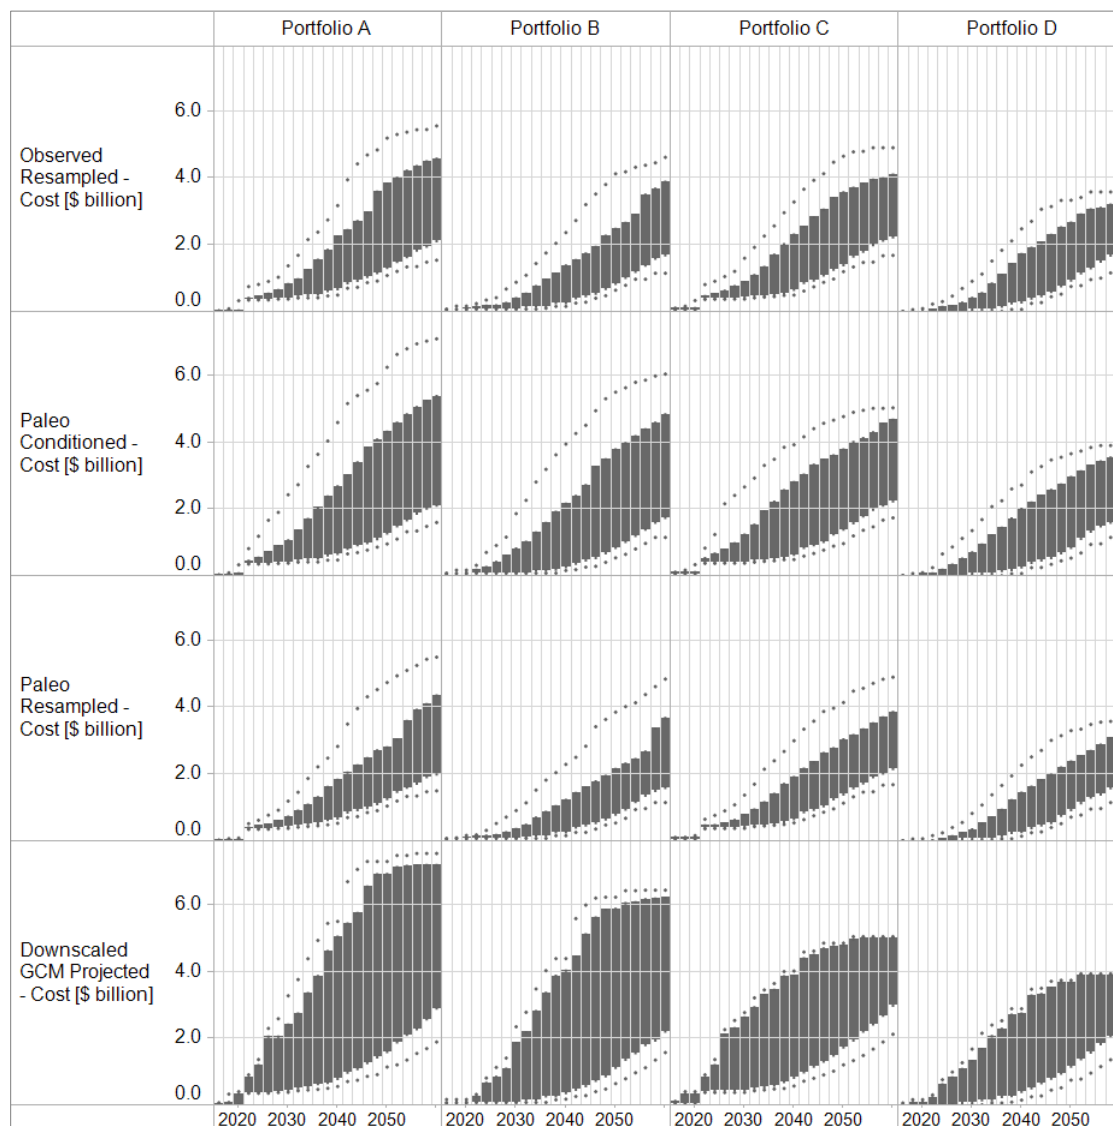 Portfolio A Portfolio B Portfolio C Portfolio D
6.0
Observed
Resampled -
Cost [$ billion]
4.0
2.0
0.0
6.0
Paleo
Conditioned -
Cost [$ billion]
4.0
2.0
0.0
6.0
Paleo
Resampled -
Cost [$ billion]
4.0
2.0
0.0
6.0
Downscaled
GCM Projected
- Cost [$ billion]
4.0
2.0
0.0
2020 2030 2040 2050 2020 2030 2040 2050 2020 2030 2040 2050 2020 2030 2040 2050